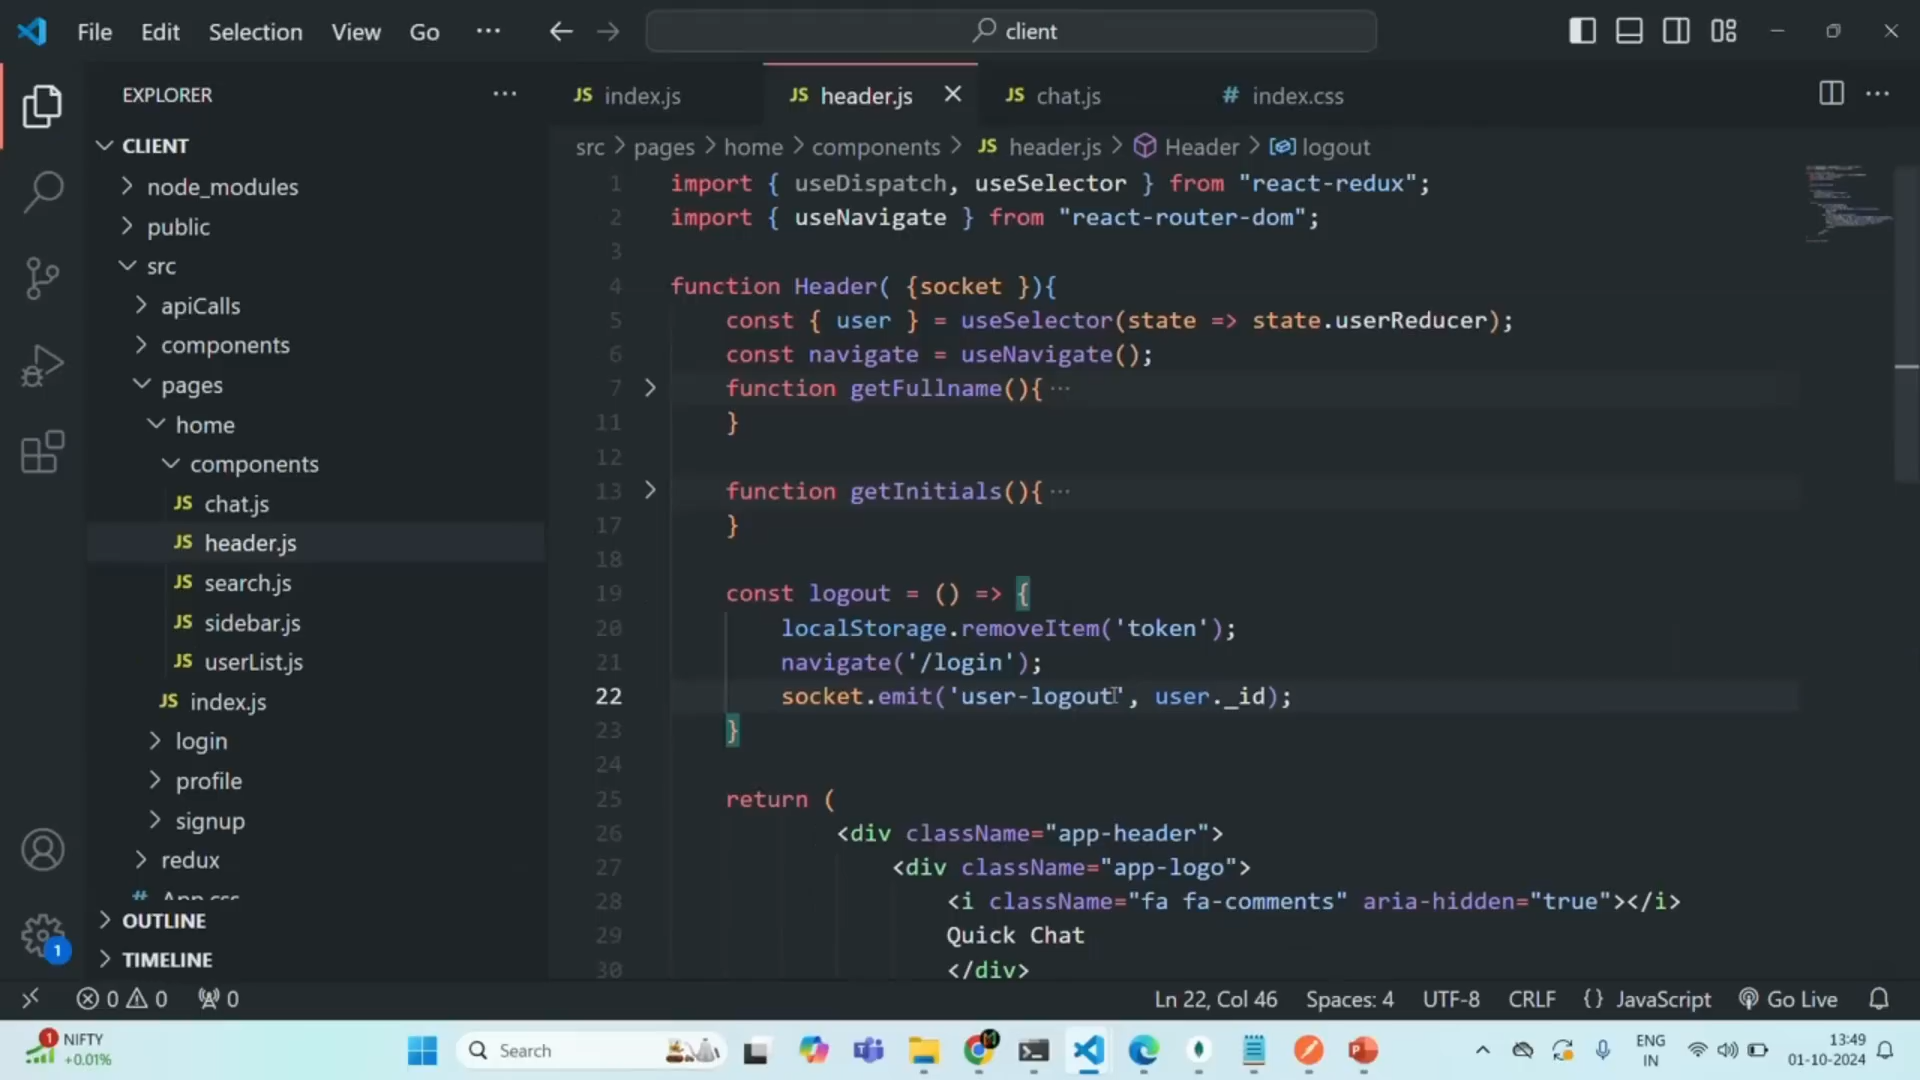 File Edit Selection View Go ··· client
EXPLORER ···
index.js header.js chat.js # index.css ···
CLIENT
src > pages > home > components > JS header.js > Header > logout
node_modules
public
src
apiCalls
components
pages
home
components
JS chat.js
JS header.js
JS search.js
JS sidebar.js
JS userList.js
JS index.js
login
profile
signup
redux
# App.css
OUTLINE
TIMELINE
1 import { useDispatch, useSelector } from "react-redux";
2 import { useNavigate } from "react-router-dom";
3
4 function Header( {socket }){
5 const { user } = useSelector(state => state.userReducer);
6 const navigate = useNavigate();
7 function getFullname(){ ···
11 }
12
13 function getInitials(){ ···
17 }
18
19 const logout = () => {
20 localStorage.removeItem('token');
21 navigate('/login');
22 socket.emit('user-logout', user._id);
23 }
24
25 return (
26 <div className="app-header">
27 <div className="app-logo">
28 <i className="fa fa-comments" aria-hidden="true"></i>
29 Quick Chat
30 </div>
1
0 0 0 Ln 22, Col 46 Spaces: 4 UTF-8 CRLF {} JavaScript Go Live
1 NIFTY
+0.01%
Search
ENG
IN
13:49
01-10-2024